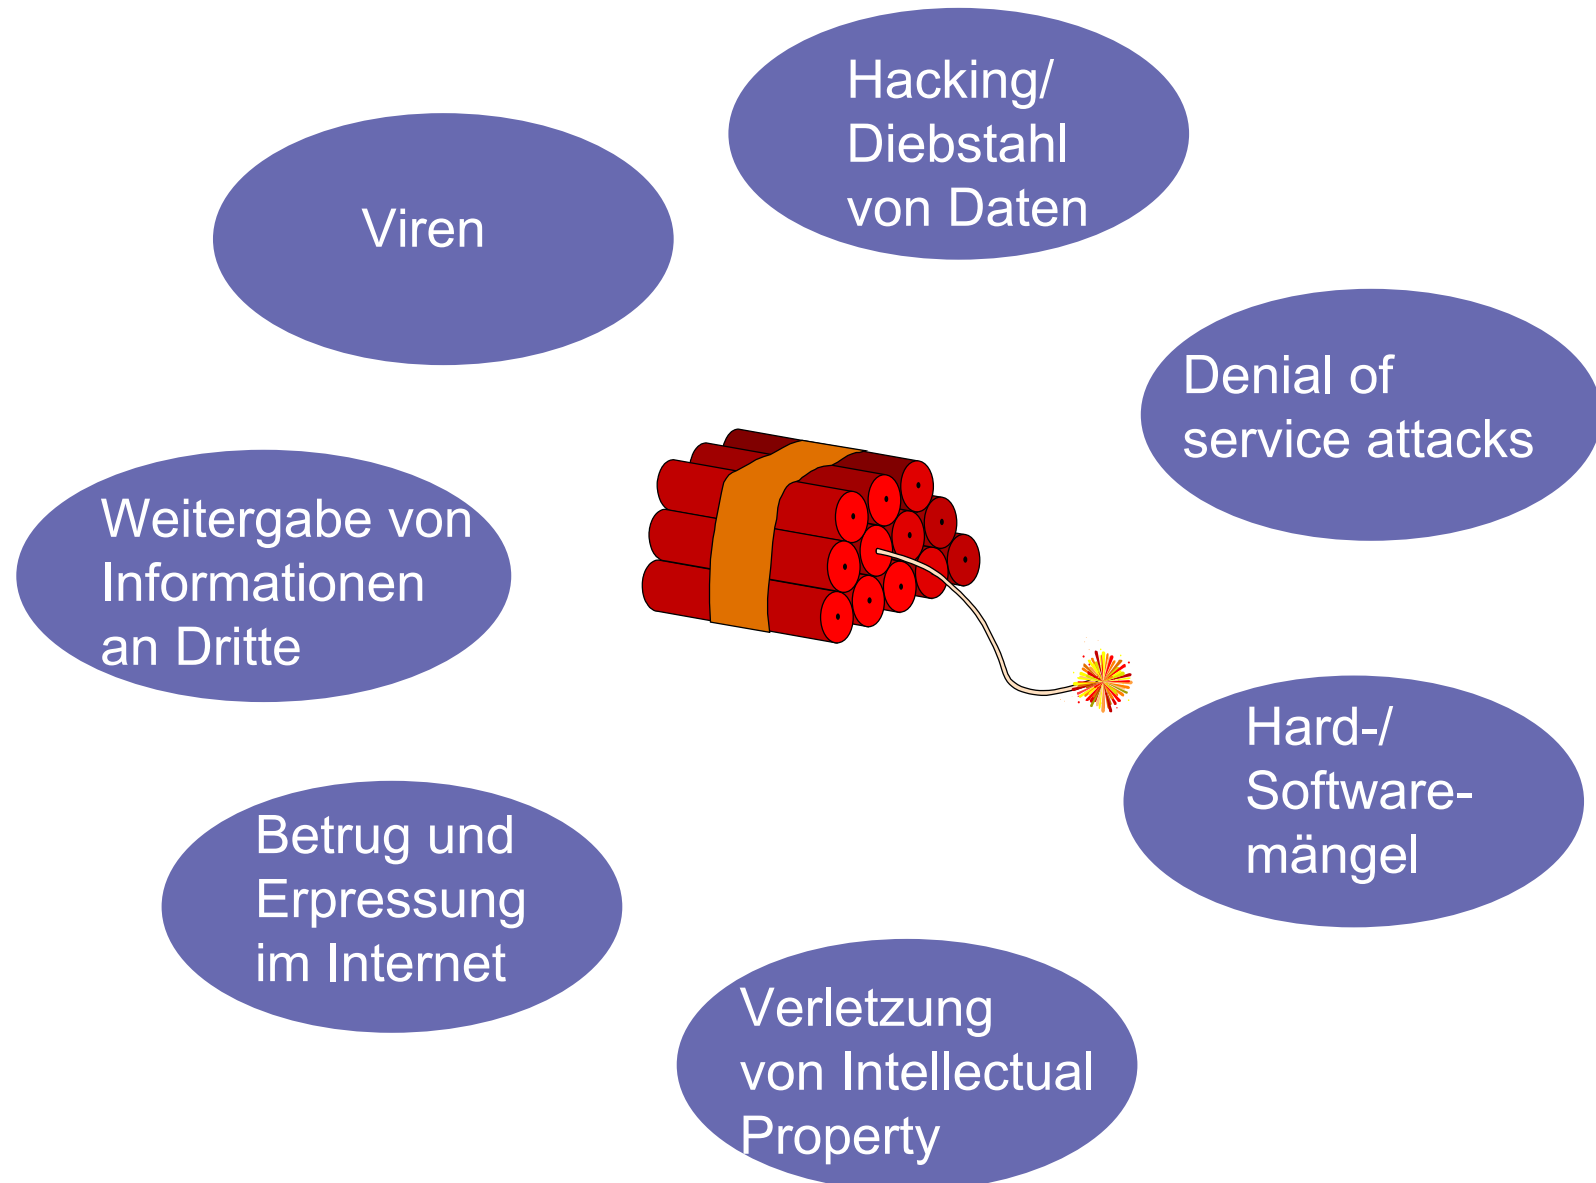 Hacking/
Diebstahl
von Daten
Viren
Denial of
service attacks
Weitergabe von
Informationen
an Dritte
Hard-/
Software-
mängel
Betrug und
Erpressung
im Internet
Verletzung
von Intellectual
Property